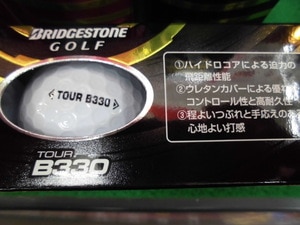 BRIDGESTONE
GOLF
TOUR B330
TOUR
B330
①ハイドロコアによる迫力の
飛距離性能
②ウレタンカバーによる優れ
コントロール性と高耐久性
③程よいつぶれと手応えのあ
心地よい打感